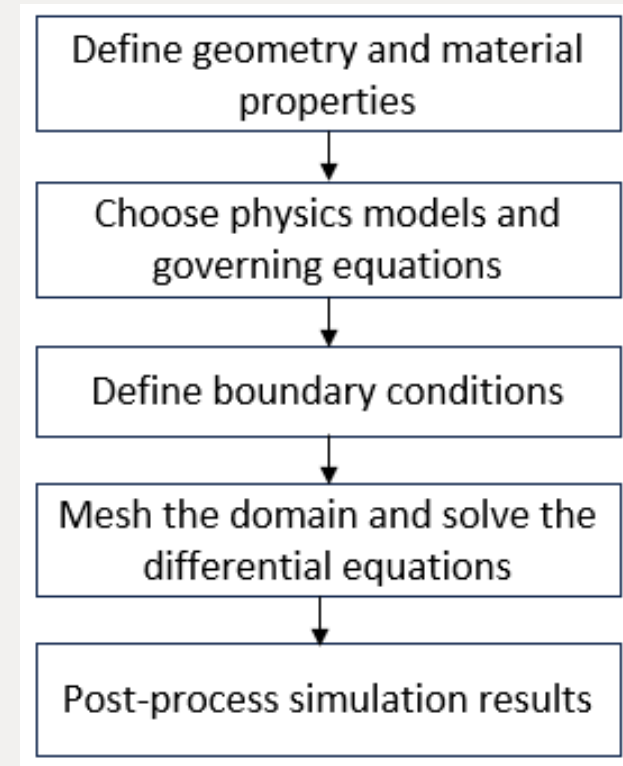 Define geometry and material
properties
Choose physics models and
governing equations
Define boundary conditions
Mesh the domain and solve the
differential equations
Post-process simulation results